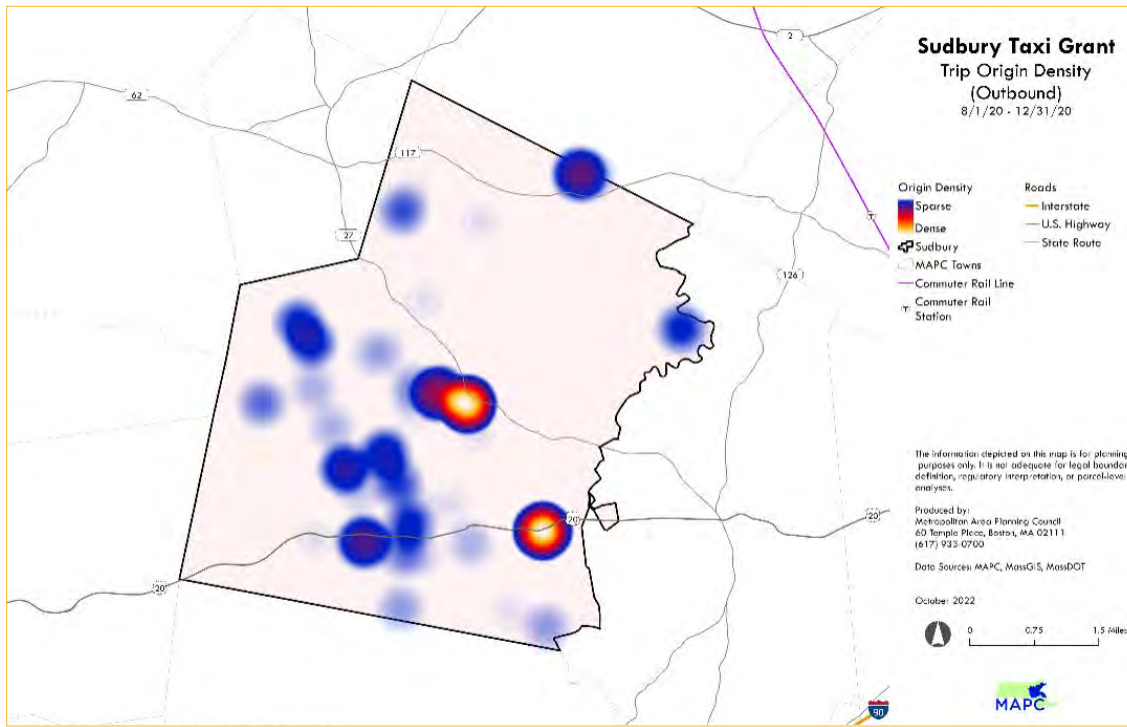 Sudbury Taxi Grant
Trip Origin Density
(Outbound)
8/1/20 - 12/31/20
Origin Density
Sparse
Dense
Sudbury
MAPC Towns
Commuter Rail Line
T
Commuter Rail
Station
Roads
Interstate
U.S. Highway
State Route
2
62
117
27
T
126
20
20
20
90
The information depicted on this map is for planning
purposes only. It is not adequate for legal boundar
definition, regulatory interpretation, or parcel-leve
analyses.
Produced by:
Metropolitan Area Planning Council
60 Temple Place, Boston, MA 02111
(617) 933-0700
Data Sources: MAPC, MassGIS, MassDOT
October 2022
0 0.75 1.5 Miles
MAPC